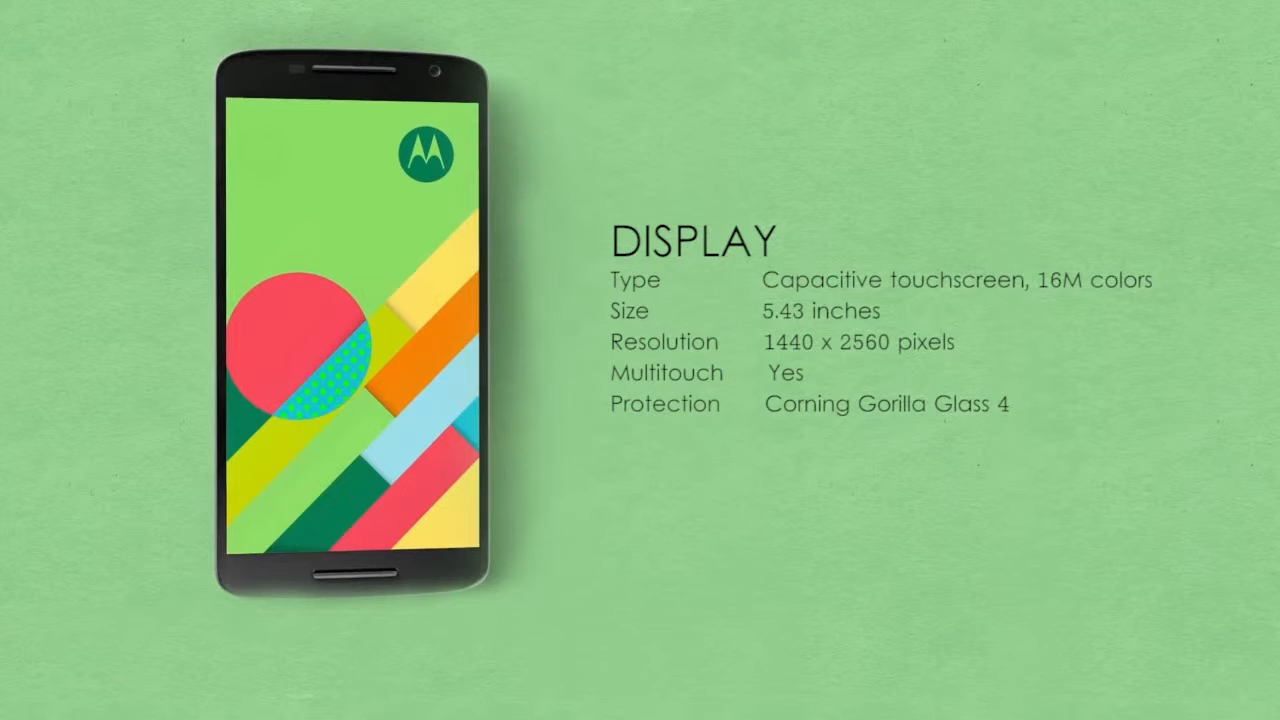 DISPLAY
Type Capacitive touchscreen, 16M colors
Size 5.43 inches
Resolution 1440 x 2560 pixels
Multitouch Yes
Protection Corning Gorilla Glass 4